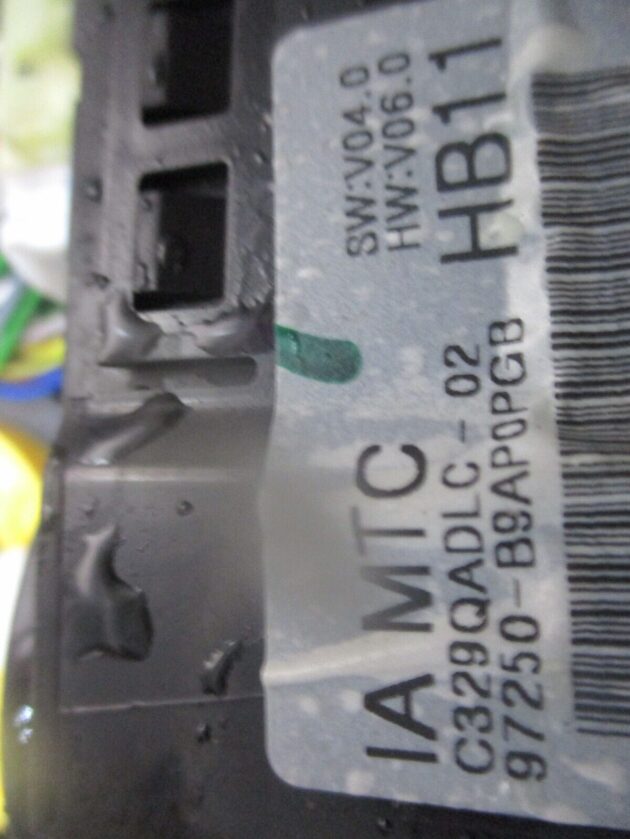 IA MTC
SW:V04.0
HW:V06.0
C329QADLC-02
HB11
97250-B9AP0PGB